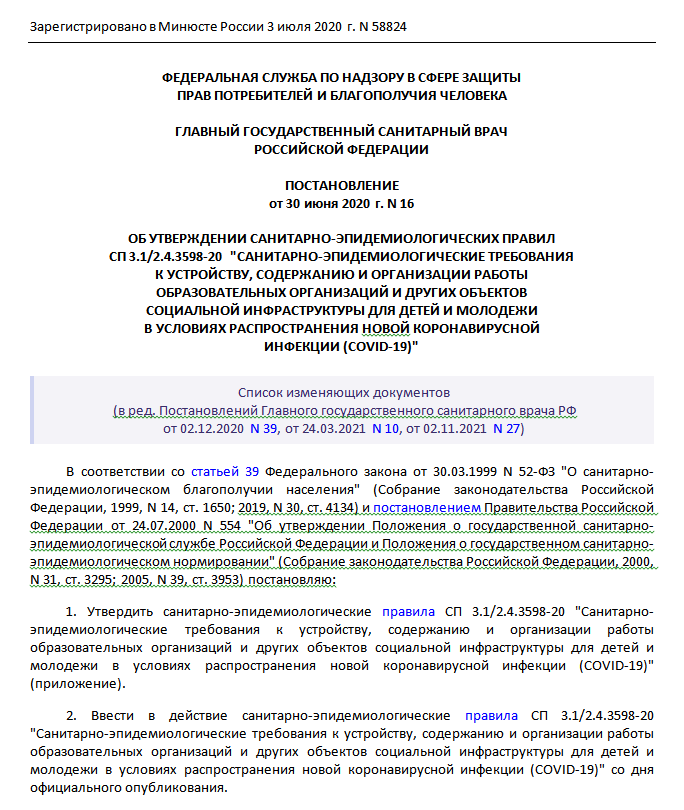 Зарегистрировано в Минюсте России 3 июля 2020 г. N 58824
ФЕДЕРАЛЬНАЯ СЛУЖБА ПО НАДЗОРУ В СФЕРЕ ЗАЩИТЫ
ПРАВ ПОТРЕБИТЕЛЕЙ И БЛАГОПОЛУЧИЯ ЧЕЛОВЕКА
ГЛАВНЫЙ ГОСУДАРСТВЕННЫЙ САНИТАРНЫЙ ВРАЧ
РОССИЙСКОЙ ФЕДЕРАЦИИ
ПОСТАНОВЛЕНИЕ
от 30 июня 2020 г. N 16
ОБ УТВЕРЖДЕНИИ САНИТАРНО-ЭПИДЕМИОЛОГИЧЕСКИХ ПРАВИЛ
СП 3.1/2.4.3598-20 "САНИТАРНО-ЭПИДЕМИОЛОГИЧЕСКИЕ ТРЕБОВАНИЯ
К УСТРОЙСТВУ, СОДЕРЖАНИЮ И ОРГАНИЗАЦИИ РАБОТЫ
ОБРАЗОВАТЕЛЬНЫХ ОРГАНИЗАЦИЙ И ДРУГИХ ОБЪЕКТОВ
СОЦИАЛЬНОЙ ИНФРАСТРУКТУРЫ ДЛЯ ДЕТЕЙ И МОЛОДЕЖИ
В УСЛОВИЯХ РАСПРОСТРАНЕНИЯ НОВОЙ КОРОНАВИРУСНОЙ
ИНФЕКЦИИ (COVID-19)"
Список изменяющих документов
(в ред. Постановлений Главного государственного санитарного врача РФ
от 02.12.2020 N 39, от 24.03.2021 N 10, от 02.11.2021 N 27)
В соответствии со статьей 39 Федерального закона от 30.03.1999 N 52-ФЗ "О санитарно-
эпидемиологическом благополучии населения" (Собрание законодательства Российской
Федерации, 1999, N 14, ст. 1650; 2019, N 30, ст. 4134) и постановлением Правительства Российской
Федерации от 24.07.2000 N 554 "Об утверждении Положения о государственной санитарно-
эпидемиологической службе Российской Федерации и Положения о государственном санитарно-
эпидемиологическом нормировании" (Собрание законодательства Российской Федерации, 2000,
N 31, ст. 3295; 2005, N 39, ст. 3953) постановляю:
1. Утвердить санитарно-эпидемиологические правила СП 3.1/2.4.3598-20 "Санитарно-
эпидемиологические требования к устройству, содержанию и организации работы
образовательных организаций и других объектов социальной инфраструктуры для детей и
молодежи в условиях распространения новой коронавирусной инфекции (COVID-19)"
(приложение).
2. Ввести в действие санитарно-эпидемиологические правила СП 3.1/2.4.3598-20
"Санитарно-эпидемиологические требования к устройству, содержанию и организации работы
образовательных организаций и других объектов социальной инфраструктуры для детей и
молодежи в условиях распространения новой коронавирусной инфекции (COVID-19)" со дня
официального опубликования.